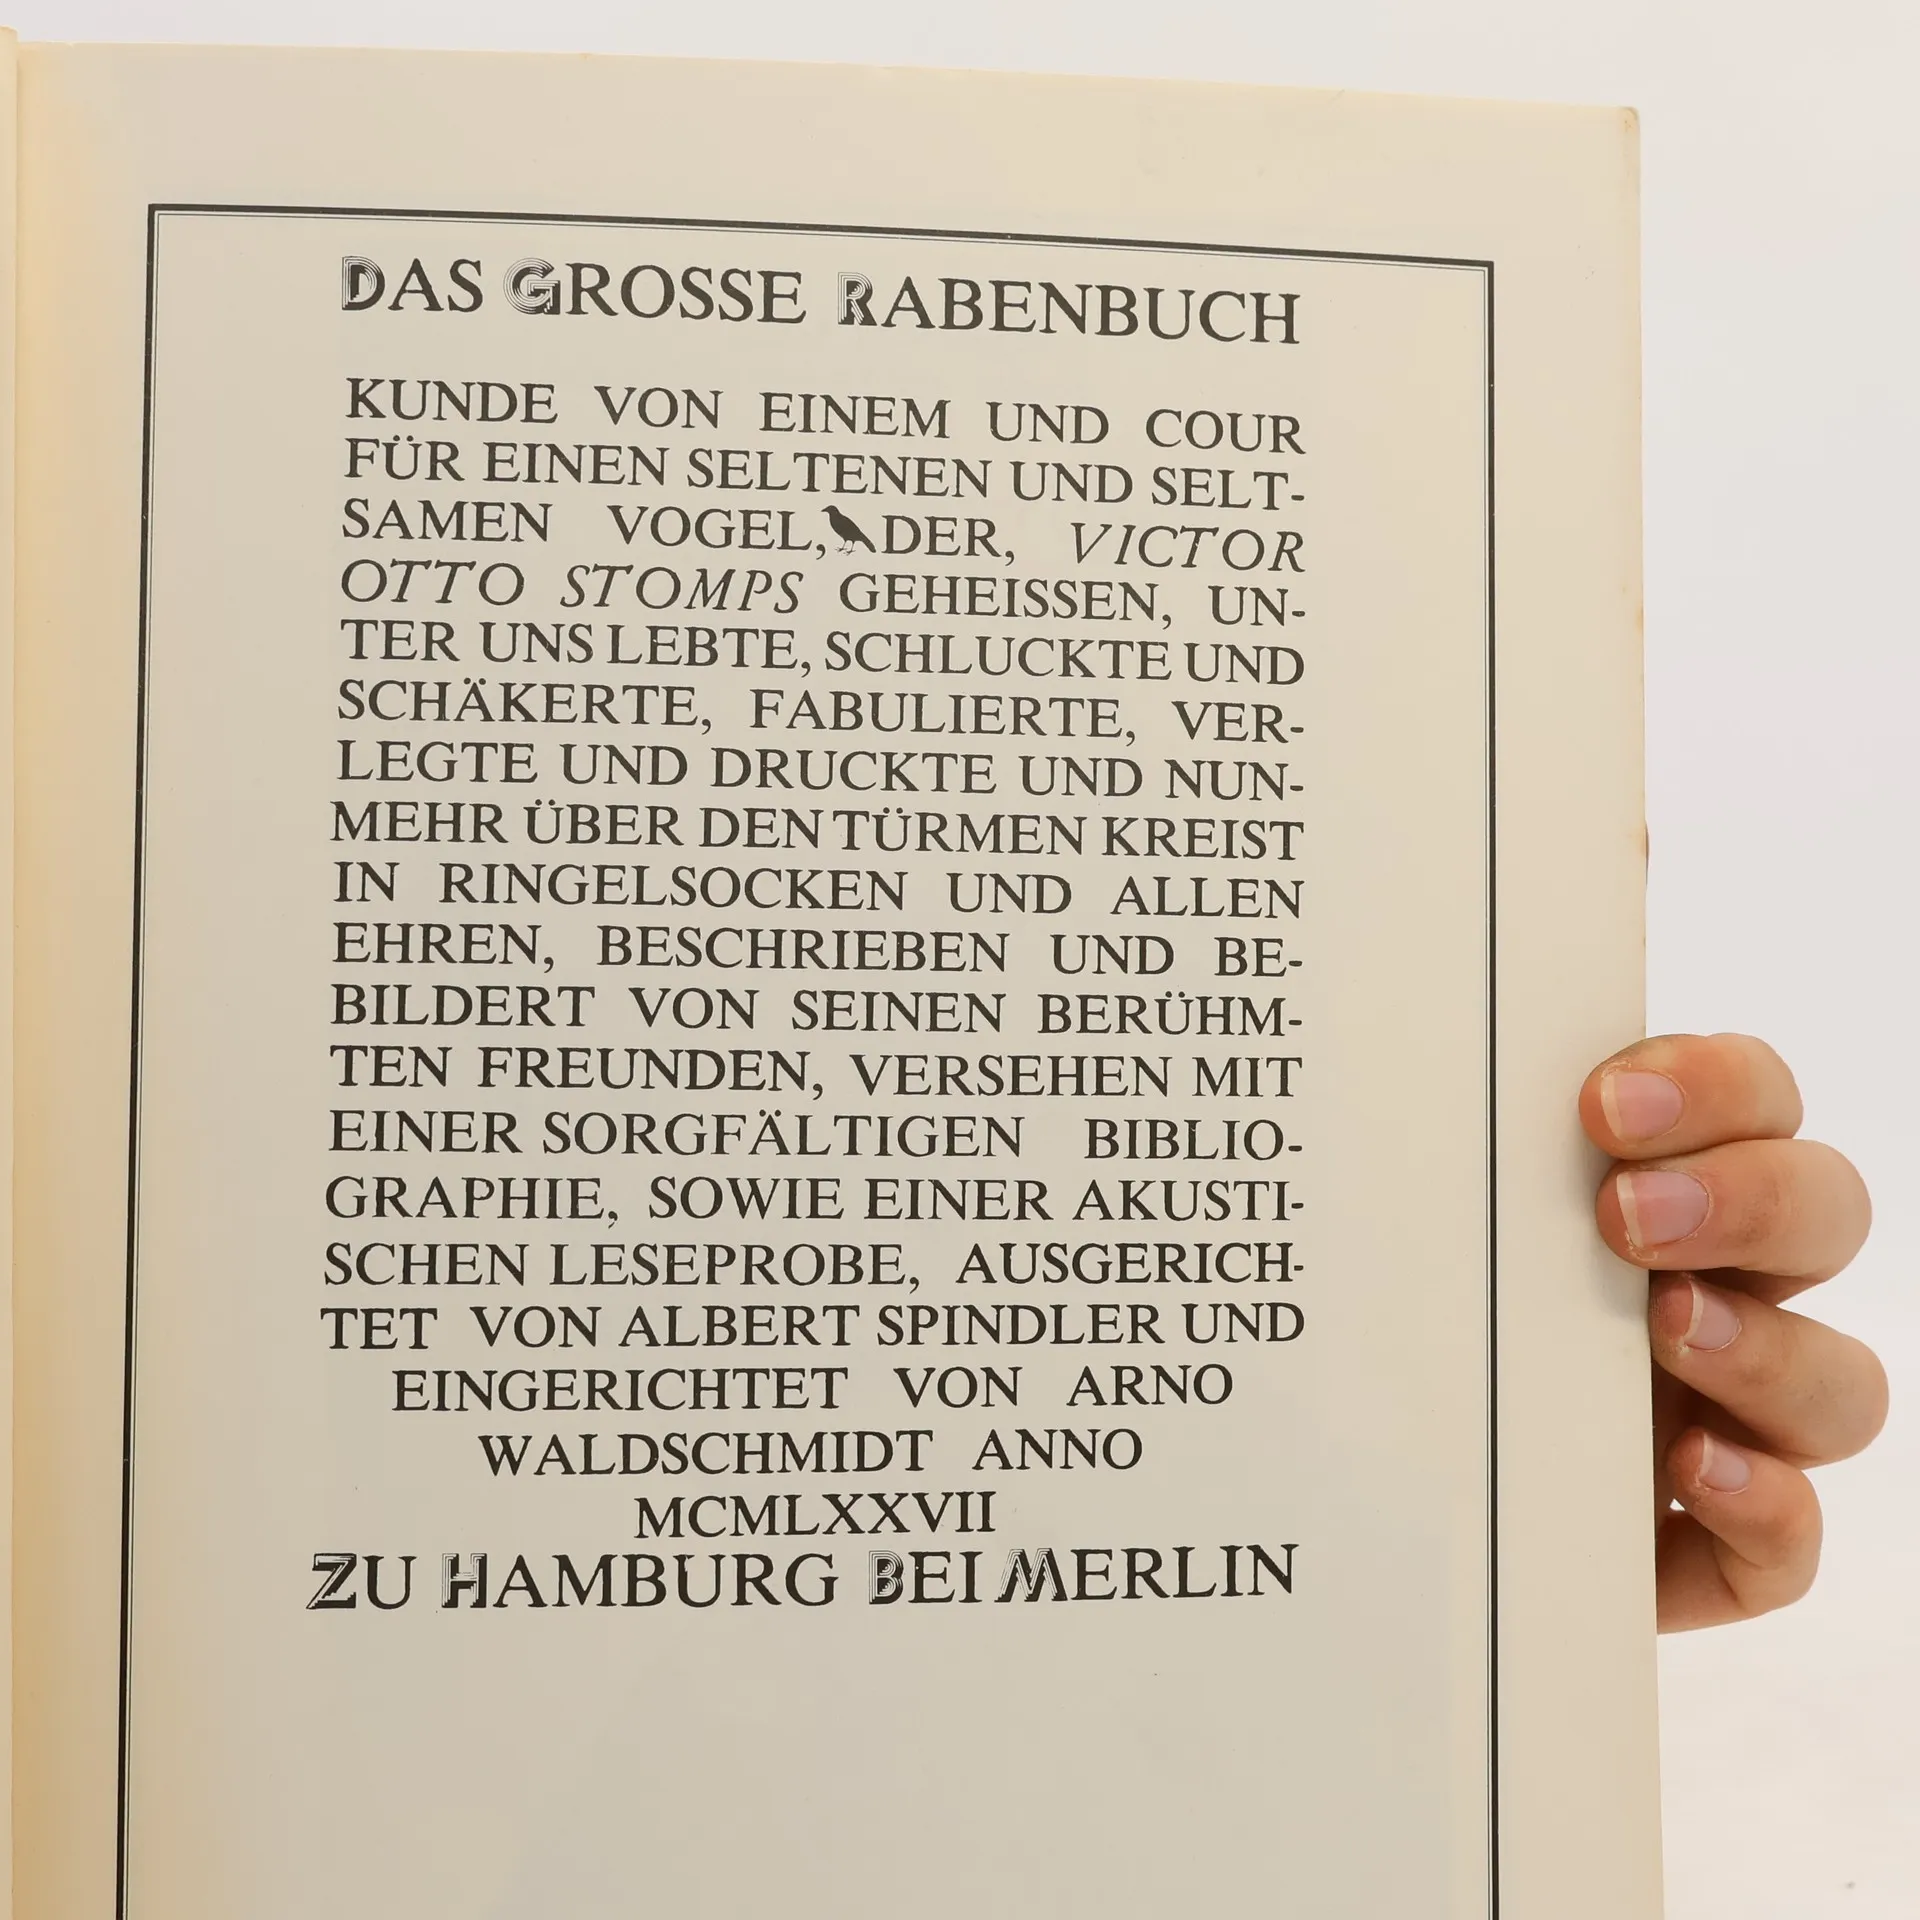 DAS GROSSE RABENBUCH
KUNDE VON EINEM UND COUR
FÜR EINEN SELTENEN UND SELT-
SAMEN VOGEL, DER, VICTOR
OTTO STOMPS GEHEISSEN, UN-
TER UNS LEBTE, SCHLUCKTE UND
SCHÄKERTE, FABULIERTE, VER-
LEGTE UND DRUCKTE UND NUN-
MEHR ÜBER DEN TÜRMEN KREIST
IN RINGELSOCKEN UND ALLEN
EHREN, BESCHRIEBEN UND BE-
BILDERT VON SEINEN BERÜHM-
TEN FREUNDEN, VERSEHEN MIT
EINER SORGFÄLTIGEN BIBLIO-
GRAPHIE, SOWIE EINER AKUSTI-
SCHEN LESEPROBE, AUSGERICH-
TET VON ALBERT SPINDLER UND
EINGERICHTET VON ARNO
WALDSCHMIDT ANNO
MCMLXXVII
ZU HAMBURG BEI MERLIN